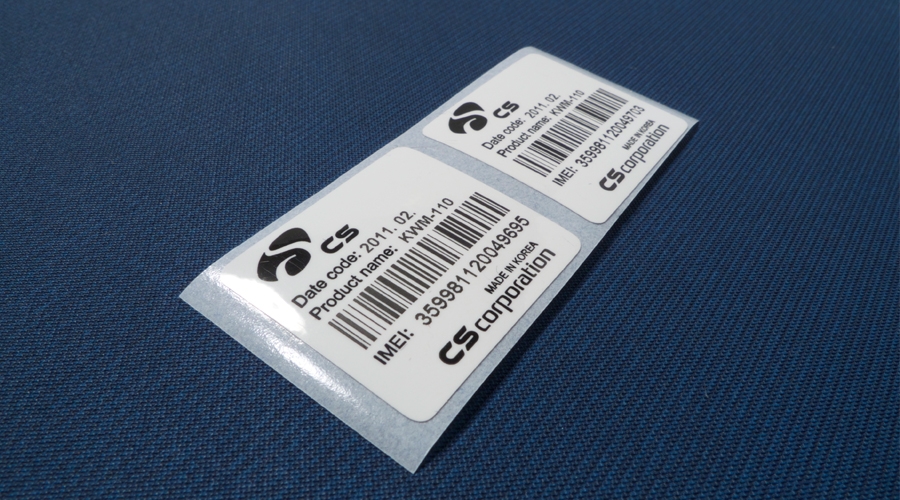 CS
Date code: 2011. 02.
Product name: KWM-110
IMEI: 359981120049695
MADE IN KOREA
CS corporation
CS
Date code: 2011. 02.
Product name: KWM-110
IMEI: 359981120049703
MADE IN KOREA
CS corporation